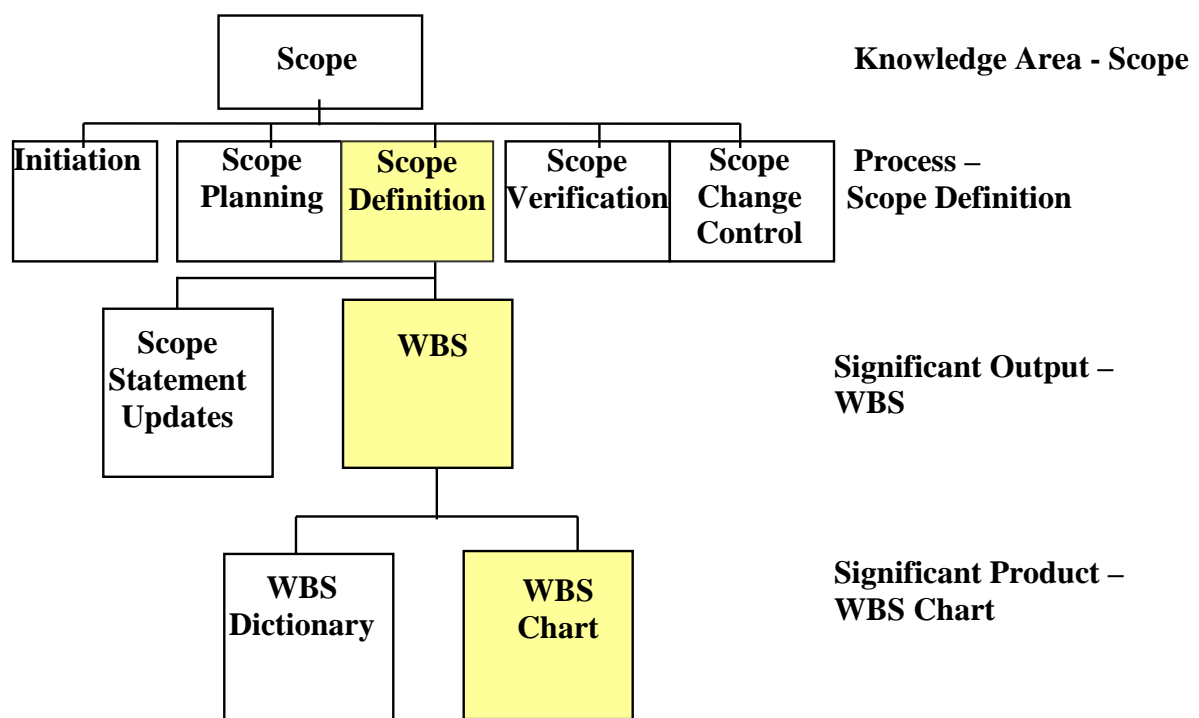 Scope
Knowledge Area - Scope
Initiation
Scope
Planning
Scope
Definition
Scope
Verification
Scope
Change
Control
Process –
Scope Definition
Scope
Statement
Updates
WBS
Significant Output –
WBS
WBS
Dictionary
WBS
Chart
Significant Product –
WBS Chart